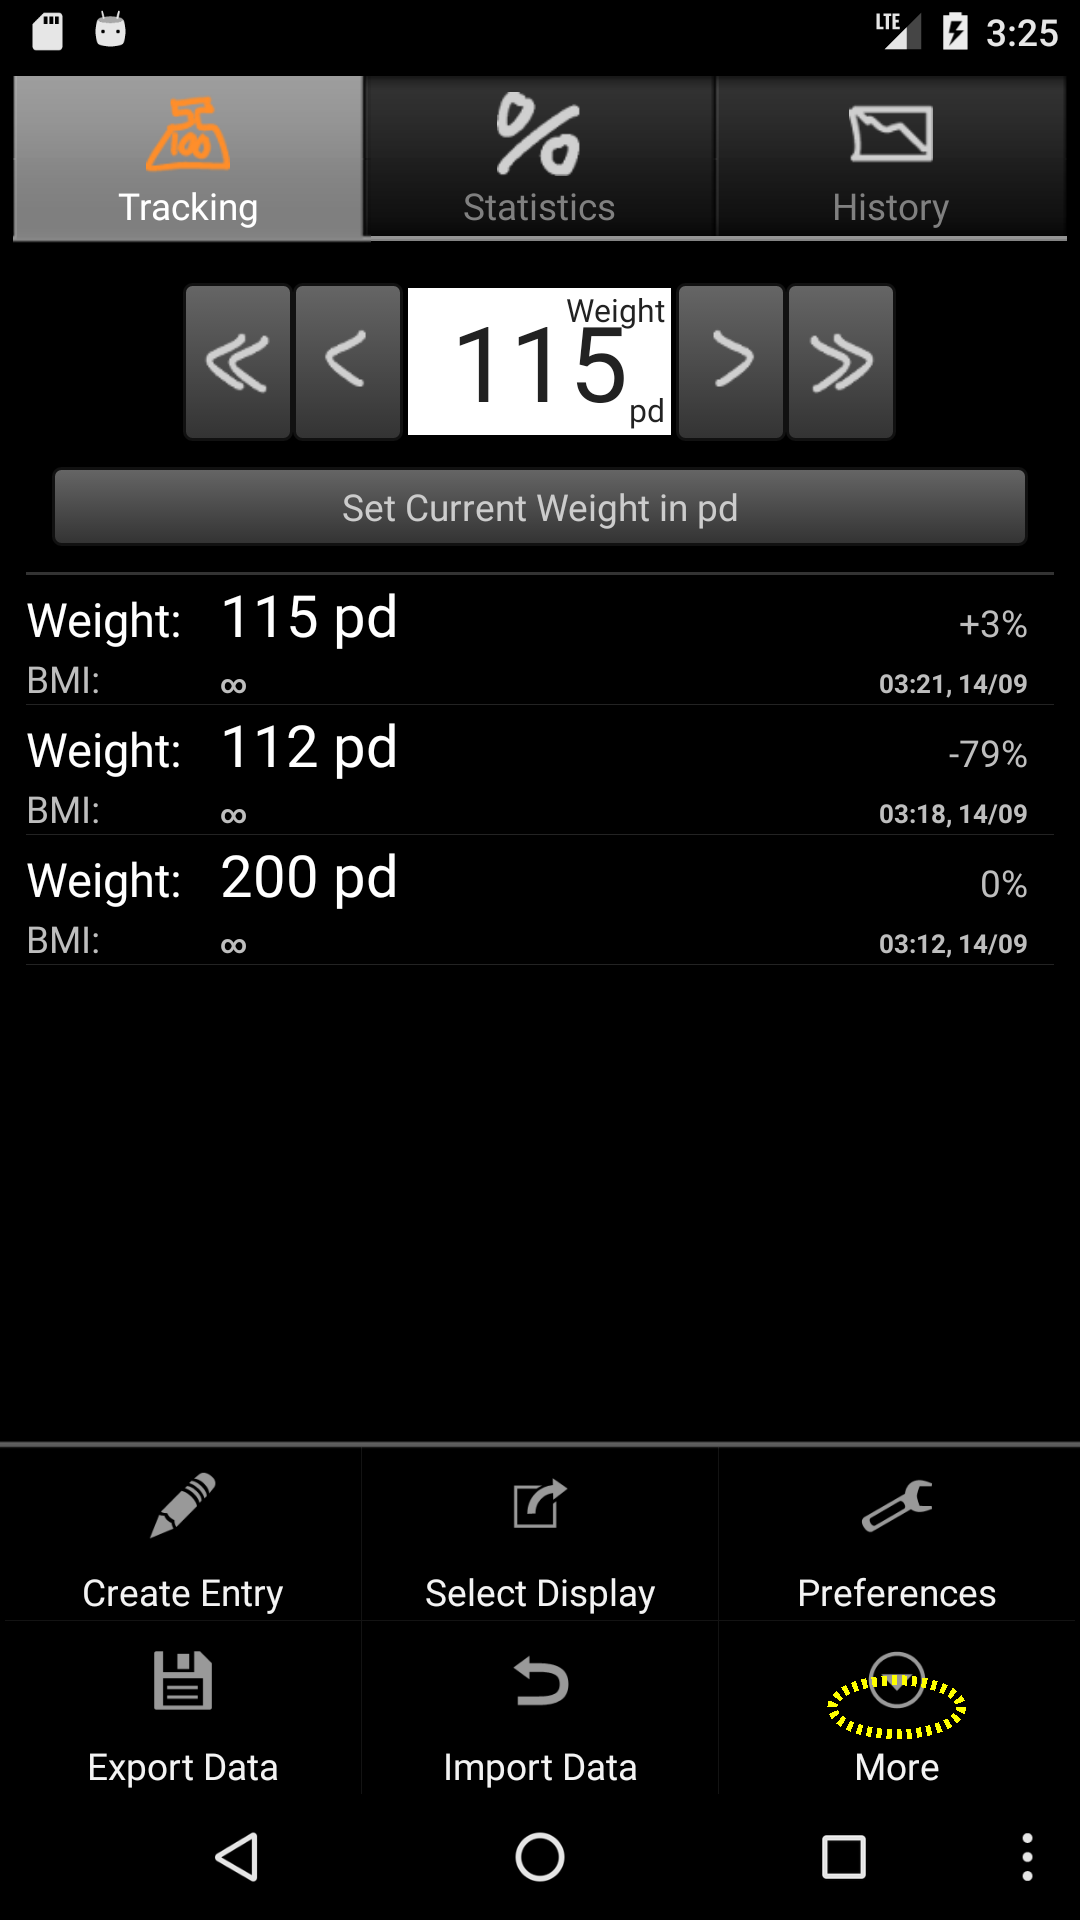 LTE 3:25
100
Tracking
Statistics
History
Weight
115
pd
Set Current Weight in pd
Weight: 115 pd +3%
BMI: ∞ 03:21, 14/09
Weight: 112 pd -79%
BMI: ∞ 03:18, 14/09
Weight: 200 pd 0%
BMI: ∞ 03:12, 14/09
Create Entry
Select Display
Preferences
Export Data
Import Data
More